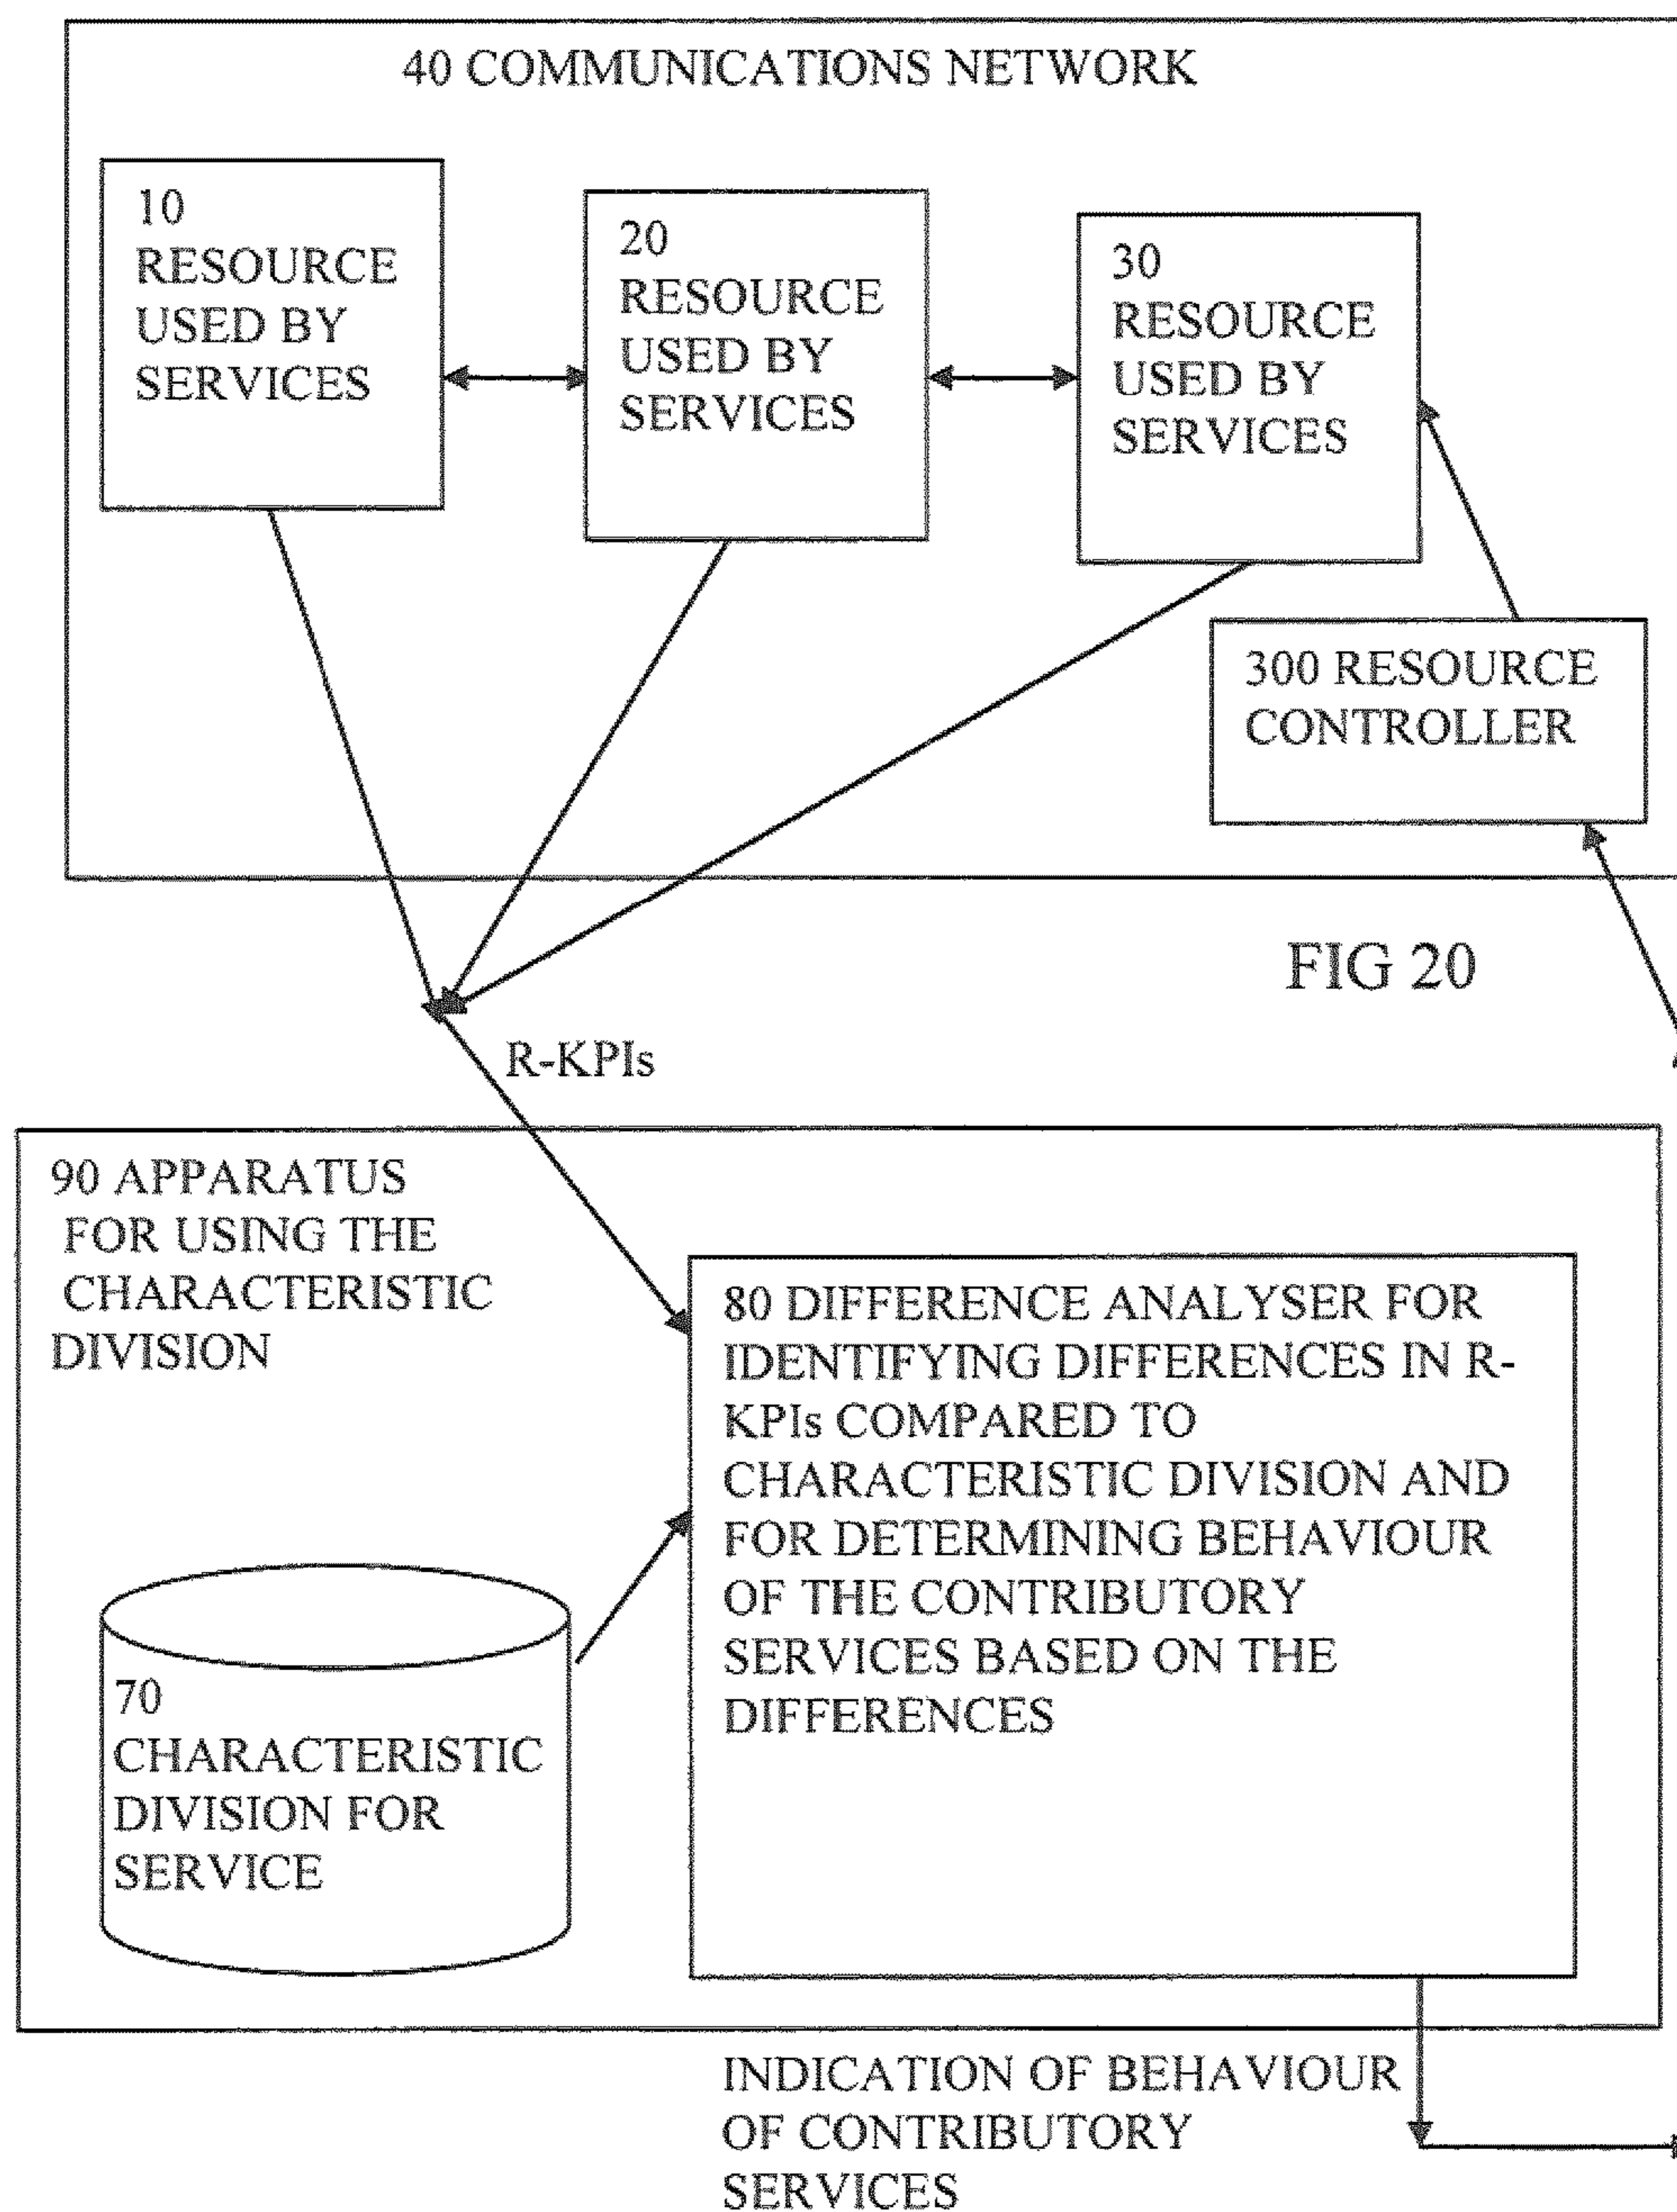 40 COMMUNICATIONS NETWORK
10
RESOURCE
USED BY
SERVICES
20
RESOURCE
USED BY
SERVICES
30
RESOURCE
USED BY
SERVICES
300 RESOURCE
CONTROLLER
FIG 20
R-KPIs
90 APPARATUS
FOR USING THE
CHARACTERISTIC
DIVISION
80 DIFFERENCE ANALYSER FOR
IDENTIFYING DIFFERENCES IN R-
KPIs COMPARED TO
CHARACTERISTIC DIVISION AND
FOR DETERMINING BEHAVIOUR
OF THE CONTRIBUTORY
SERVICES BASED ON THE
DIFFERENCES
70
CHARACTERISTIC
DIVISION FOR
SERVICE
INDICATION OF BEHAVIOUR
OF CONTRIBUTORY
SERVICES